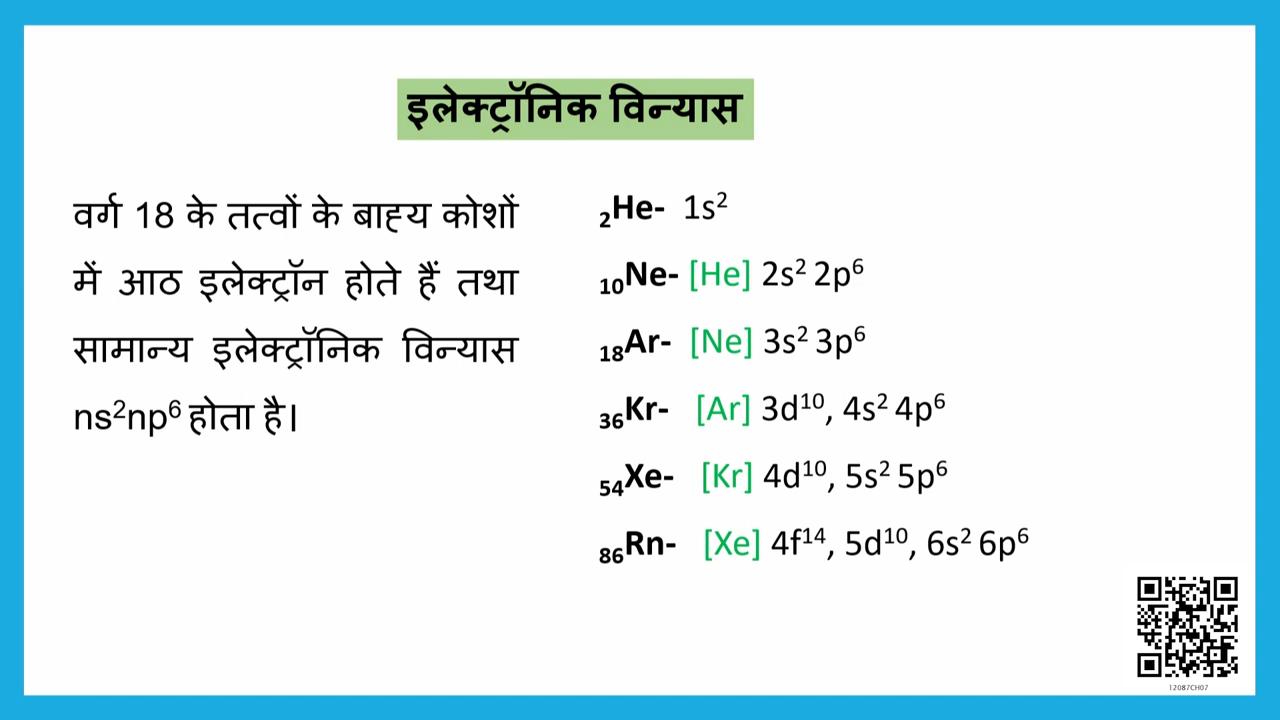 इलेक्ट्रॉनिक विन्यास
वर्ग 18 के तत्वों के बाह्य कोशों
में आठ इलेक्ट्रॉन होते हैं तथा
सामान्य इलेक्ट्रॉनिक विन्यास
ns²np⁶ होता है।
₂He- 1s²
₁₀Ne- [He] 2s² 2p⁶
₁₈Ar- [Ne] 3s² 3p⁶
₃₆Kr- [Ar] 3d¹⁰, 4s² 4p⁶
₅₄Xe- [Kr] 4d¹⁰, 5s² 5p⁶
₈₆Rn- [Xe] 4f¹⁴, 5d¹⁰, 6s² 6p⁶
12087CH07